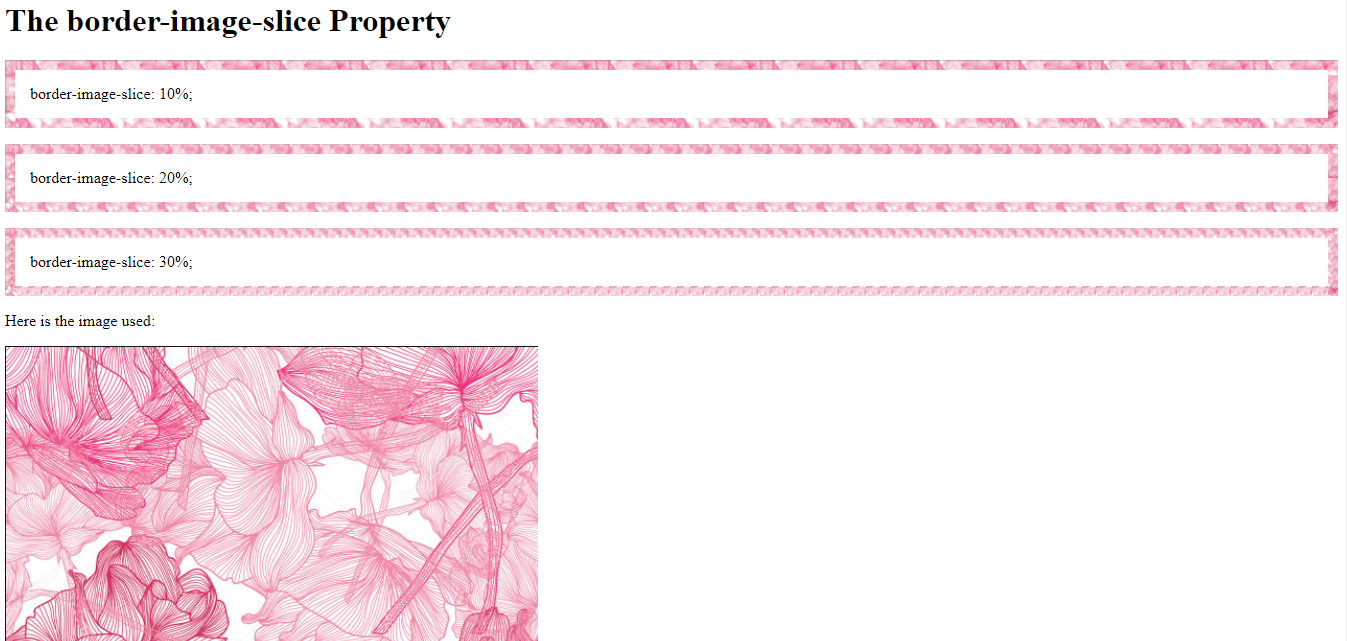 The border-image-slice Property
border-image-slice: 10%;
border-image-slice: 20%;
border-image-slice: 30%;
Here is the image used: